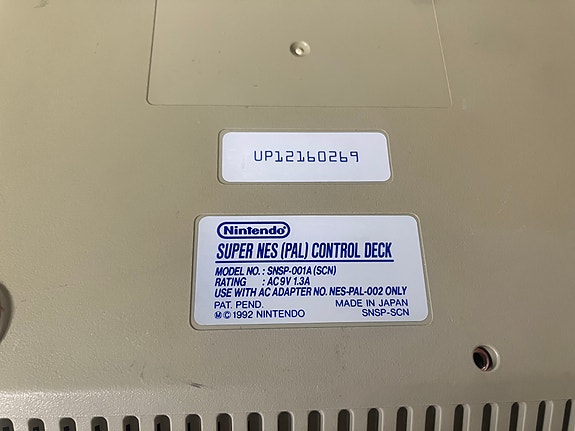 UP12160269
Nintendo®
SUPER NES (PAL) CONTROL DECK
MODEL NO. : SNSP-001A (SCN)
RATING : AC 9V 1.3A
USE WITH AC ADAPTER NO. NES-PAL-002 ONLY
PAT. PEND. MADE IN JAPAN
Ⓜ © 1992 NINTENDO SNSP-SCN